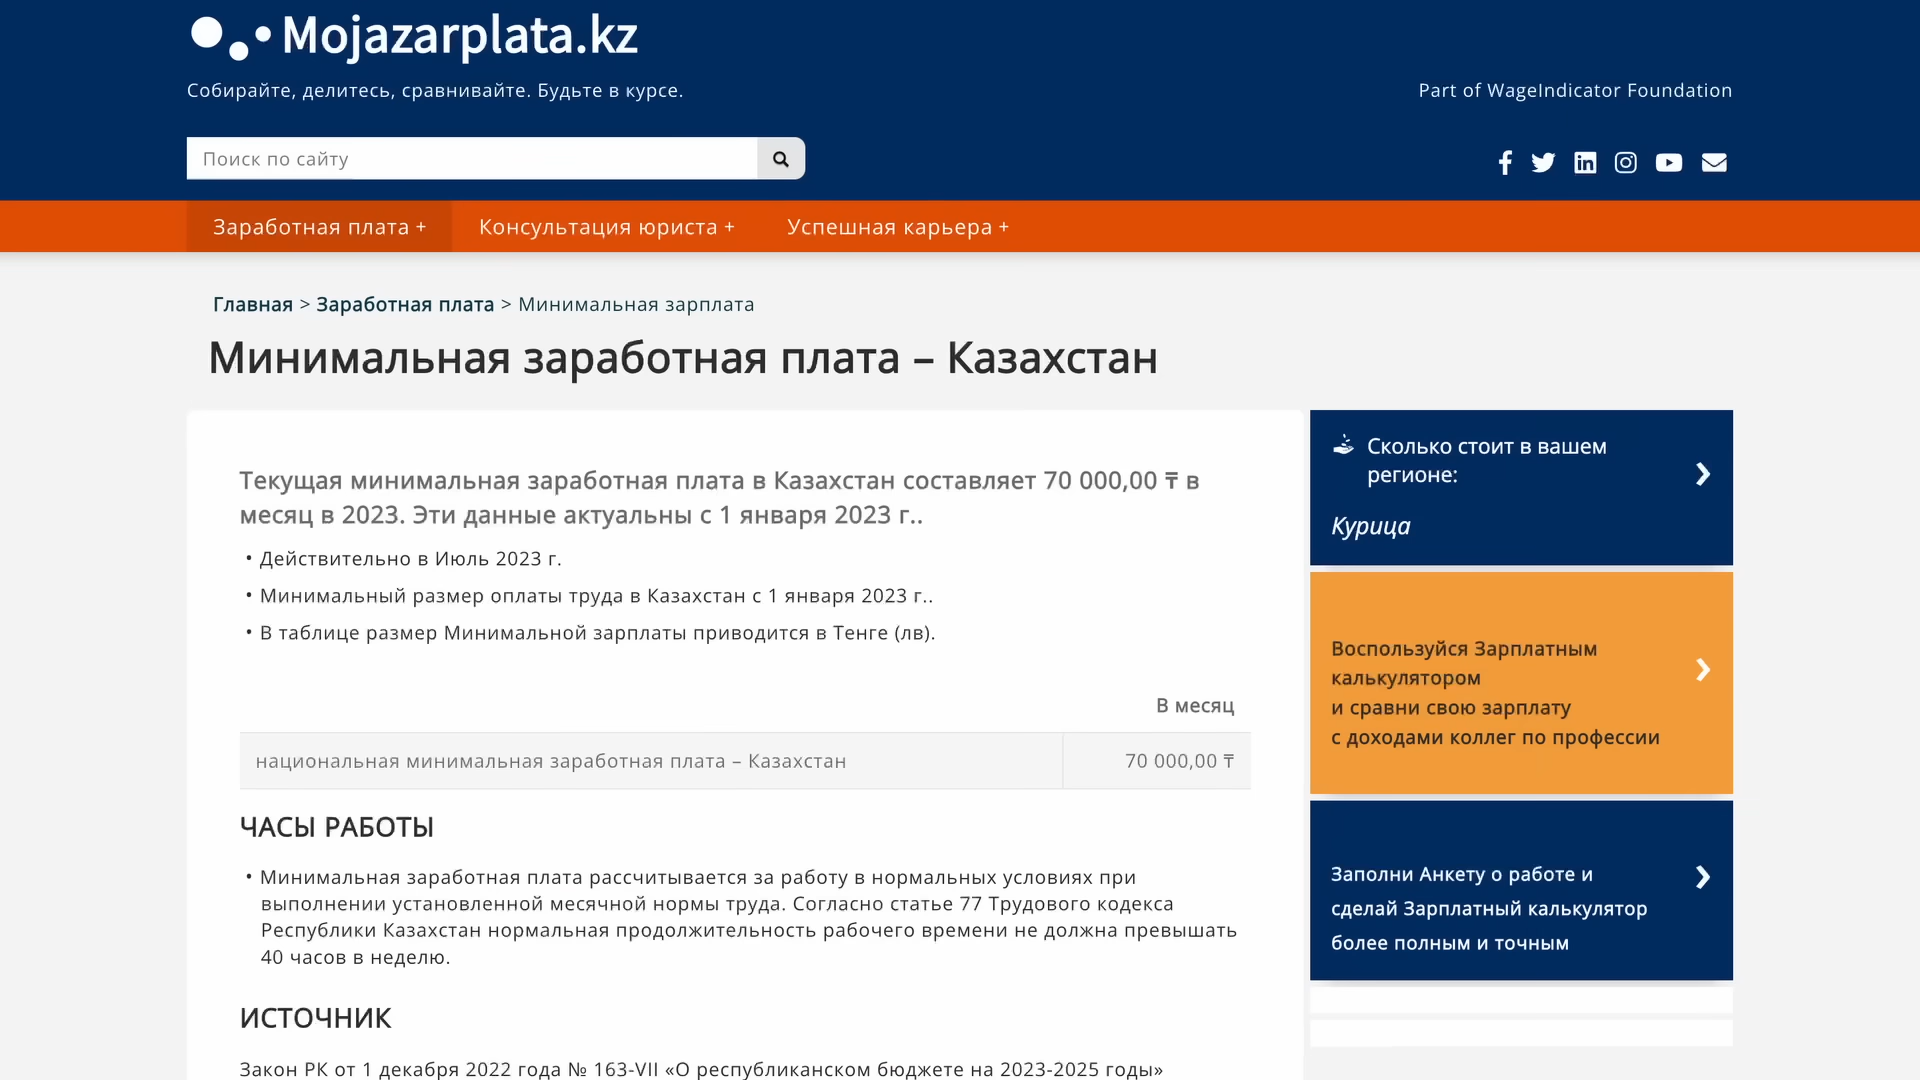 Mojazarplata.kz
Собирайте, делитесь, сравнивайте. Будьте в курсе.
Part of WageIndicator Foundation
Поиск по сайту
Заработная плата +
Консультация юриста +
Успешная карьера +
Главная > Заработная плата > Минимальная зарплата
Минимальная заработная плата – Казахстан
Текущая минимальная заработная плата в Казахстан составляет 70 000,00 ₸ в
месяц в 2023. Эти данные актуальны с 1 января 2023 г..
• Действительно в Июль 2023 г.
• Минимальный размер оплаты труда в Казахстан с 1 января 2023 г..
• В таблице размер Минимальной зарплаты приводится в Тенге (лв).
В месяц
национальная минимальная заработная плата – Казахстан
70 000,00 ₸
ЧАСЫ РАБОТЫ
• Минимальная заработная плата рассчитывается за работу в нормальных условиях при
выполнении установленной месячной нормы труда. Согласно статье 77 Трудового кодекса
Республики Казахстан нормальная продолжительность рабочего времени не должна превышать
40 часов в неделю.
ИСТОЧНИК
Закон РК от 1 декабря 2022 года № 163-VII «О республиканском бюджете на 2023-2025 годы»
Сколько стоит в вашем
регионе:
Курица
Воспользуйся Зарплатным
калькулятором
и сравни свою зарплату
с доходами коллег по профессии
Заполни Анкету о работе и
сделай Зарплатный калькулятор
более полным и точным